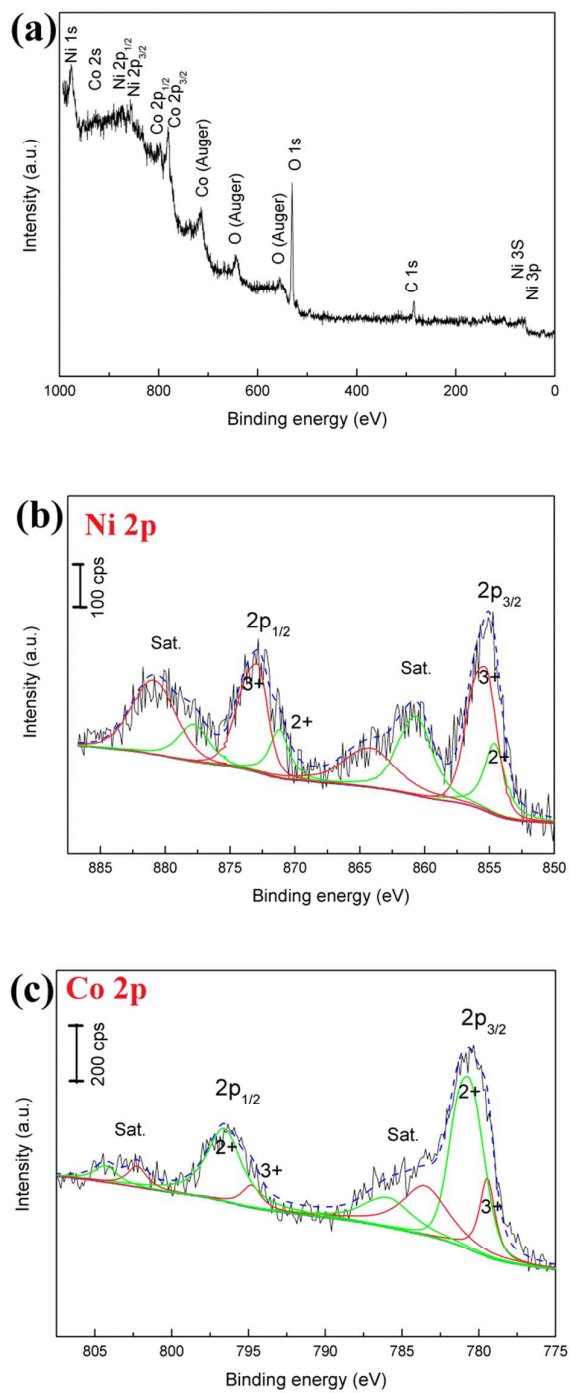 (a)
Ni 1s
Co 2s
Ni 2p1/2
Ni 2p3/2
Co 2p1/2
Co 2p3/2
Co (Auger)
O (Auger)
O (Auger)
O 1s
C 1s
Ni 3S
Ni 3p
Intensity (a.u.)
1000 800 600 400 200 0
Binding energy (eV)
(b)
Ni 2p
100 cps
Sat.
2p1/2
3+
2+
Sat.
2p3/2
3+
2+
Intensity (a.u.)
885 880 875 870 865 860 855 850
Binding energy (eV)
(c)
Co 2p
200 cps
Sat.
2p1/2
2+
3+
Sat.
2p3/2
2+
3+
Intensity (a.u.)
805 800 795 790 785 780 775
Binding energy (eV)